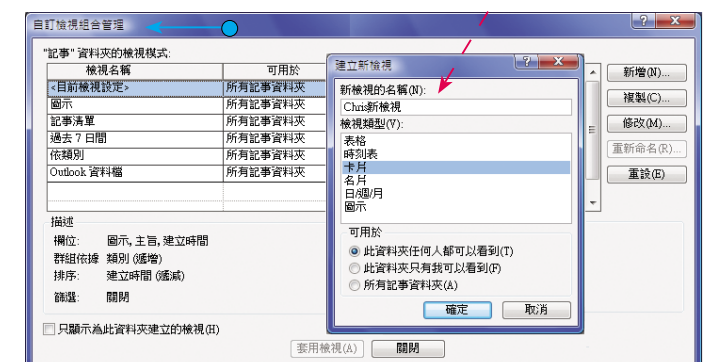 自訂檢視組合管理
"記事" 資料夾的檢視模式:
檢視名稱 可用於
<目前檢視設定> 所有記事資料夾
圖示 所有記事資料夾
記事清單 所有記事資料夾
過去 7 日間 所有記事資料夾
依類別 所有記事資料夾
Outlook 資料檔 所有記事資料夾
新增(N)...
複製(C)...
修改(M)...
重新命名(R)...
重設(E)
描述
欄位: 圖示, 主旨, 建立時間
群組依據 類別 (遞增)
排序: 建立時間 (遞減)
篩選: 關閉
只顯示為此資料夾建立的檢視(H)
套用檢視(A) 關閉
建立新檢視
新檢視的名稱(N):
Chris新檢視
檢視類型(Y):
表格
時刻表
卡片
名片
日/週/月
圖示
可用於
此資料夾任何人都可以看到(T)
此資料夾只有我可以看到(F)
所有記事資料夾(A)
確定 取消